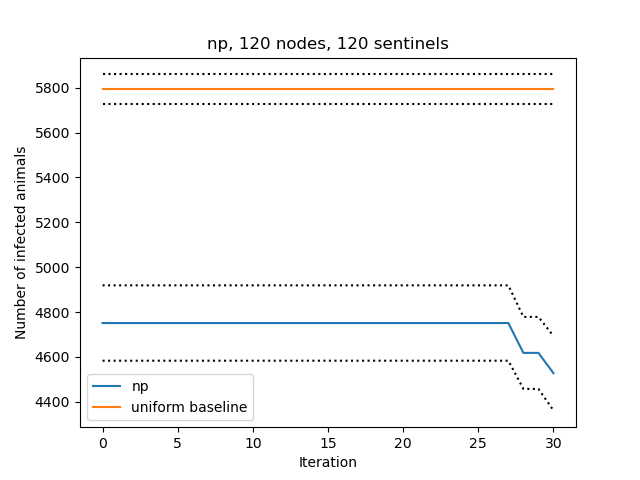 np, 120 nodes, 120 sentinels
Number of infected animals
5800
5600
5400
5200
5000
4800
4600
4400
np
uniform baseline
0 5 10 15 20 25 30
Iteration